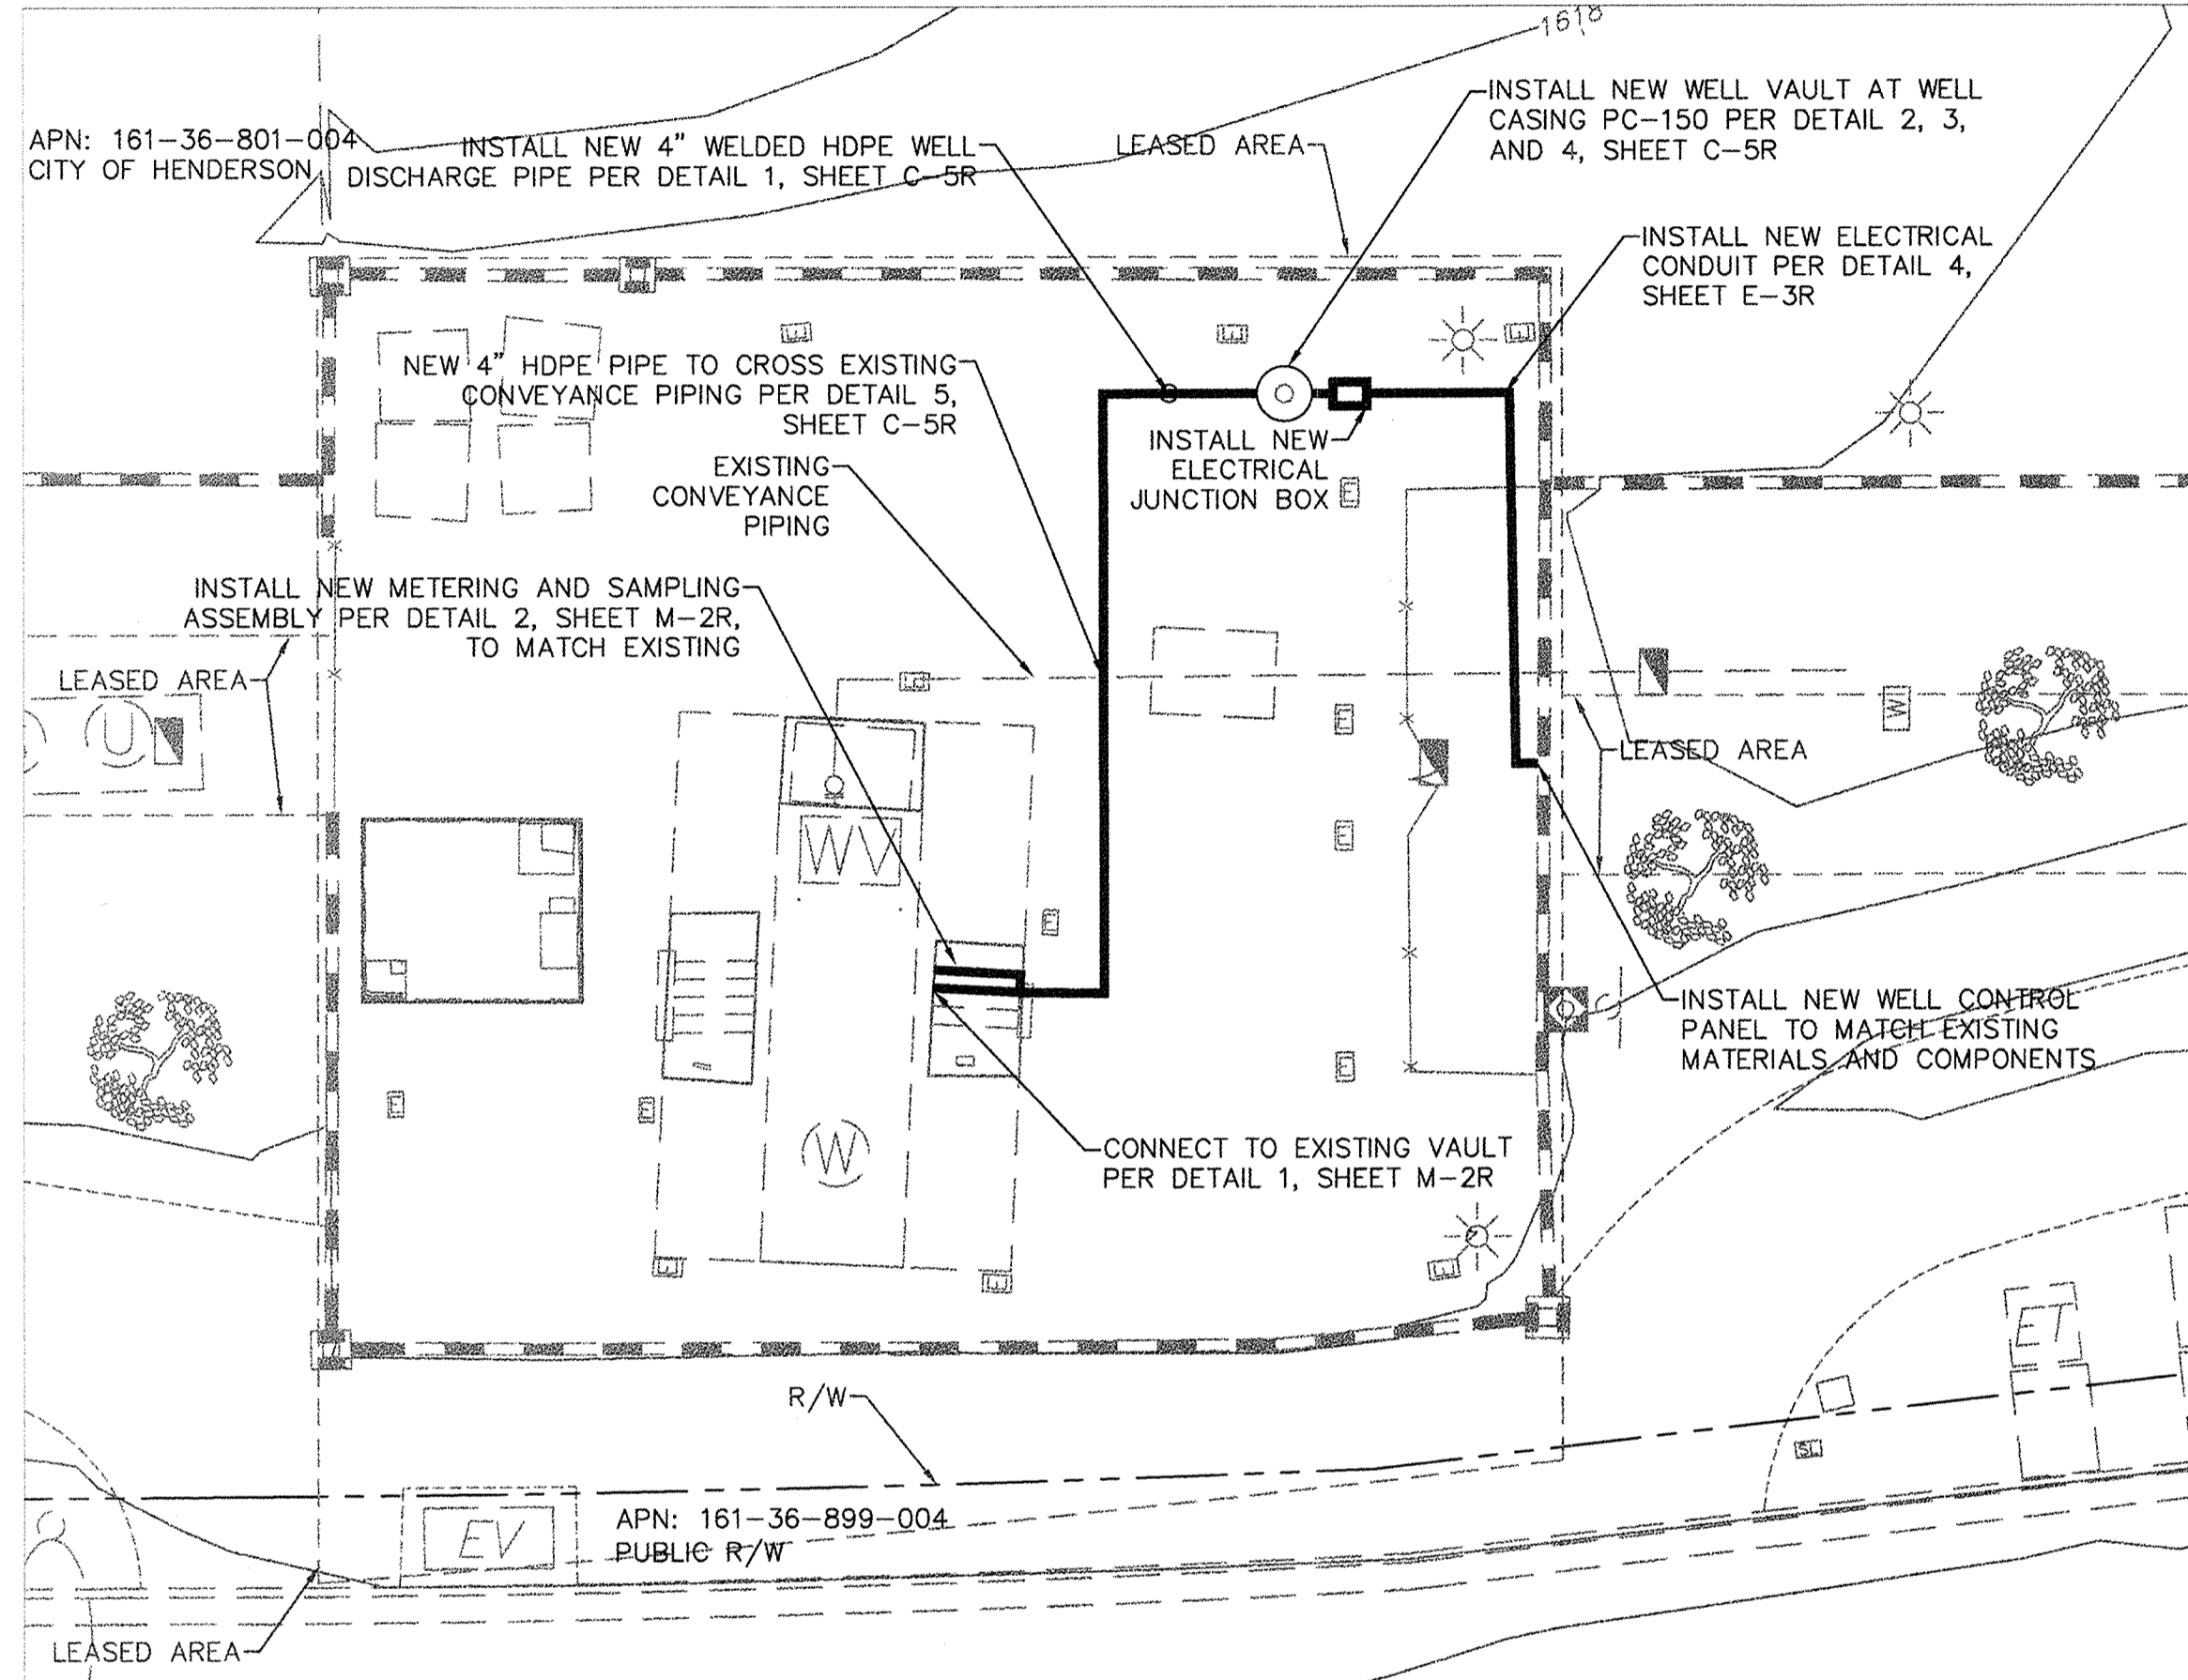 1618
INSTALL NEW WELL VAULT AT WELL
CASING PC-150 PER DETAIL 2, 3,
AND 4, SHEET C-5R
APN: 161-36-801-004
CITY OF HENDERSON
INSTALL NEW 4" WELDED HDPE WELL
DISCHARGE PIPE PER DETAIL 1, SHEET C-5R
LEASED AREA
INSTALL NEW ELECTRICAL
CONDUIT PER DETAIL 4,
SHEET E-3R
E
E
E
NEW 4" HDPE PIPE TO CROSS EXISTING
CONVEYANCE PIPING PER DETAIL 5,
SHEET C-5R
INSTALL NEW
ELECTRICAL
JUNCTION BOX
E
EXISTING
CONVEYANCE
PIPING
INSTALL NEW METERING AND SAMPLING
ASSEMBLY PER DETAIL 2, SHEET M-2R,
TO MATCH EXISTING
LEASED AREA
E
U
E
W
LEASED AREA
WV
E
E
INSTALL NEW WELL CONTROL
PANEL TO MATCH EXISTING
MATERIALS AND COMPONENTS
S
E
E
E
W
CONNECT TO EXISTING VAULT
PER DETAIL 1, SHEET M-2R
E
E
E
ET
R/W
SL
EV
APN: 161-36-899-004
PUBLIC R/W
LEASED AREA